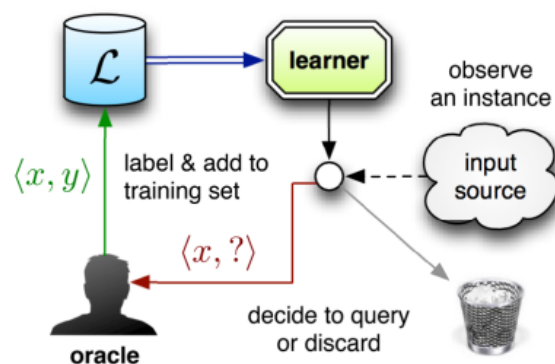 ℒ
learner
observe
an instance
input
source
⟨x, y⟩
label & add to
training set
⟨x, ?⟩
decide to query
or discard
oracle